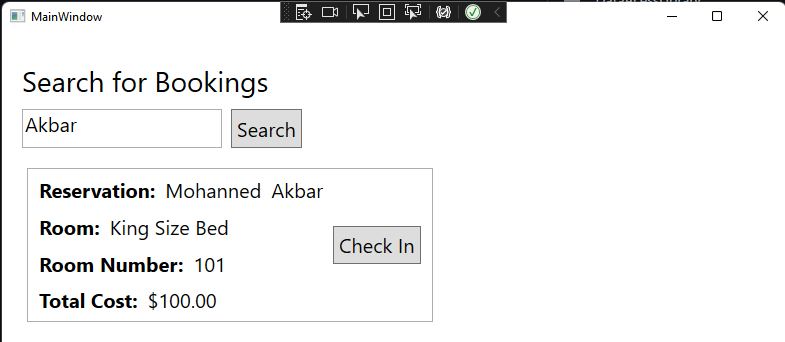 MainWindow
Search for Bookings
Akbar Search
Reservation: Mohanned Akbar
Room: King Size Bed
Check In
Room Number: 101
Total Cost: $100.00